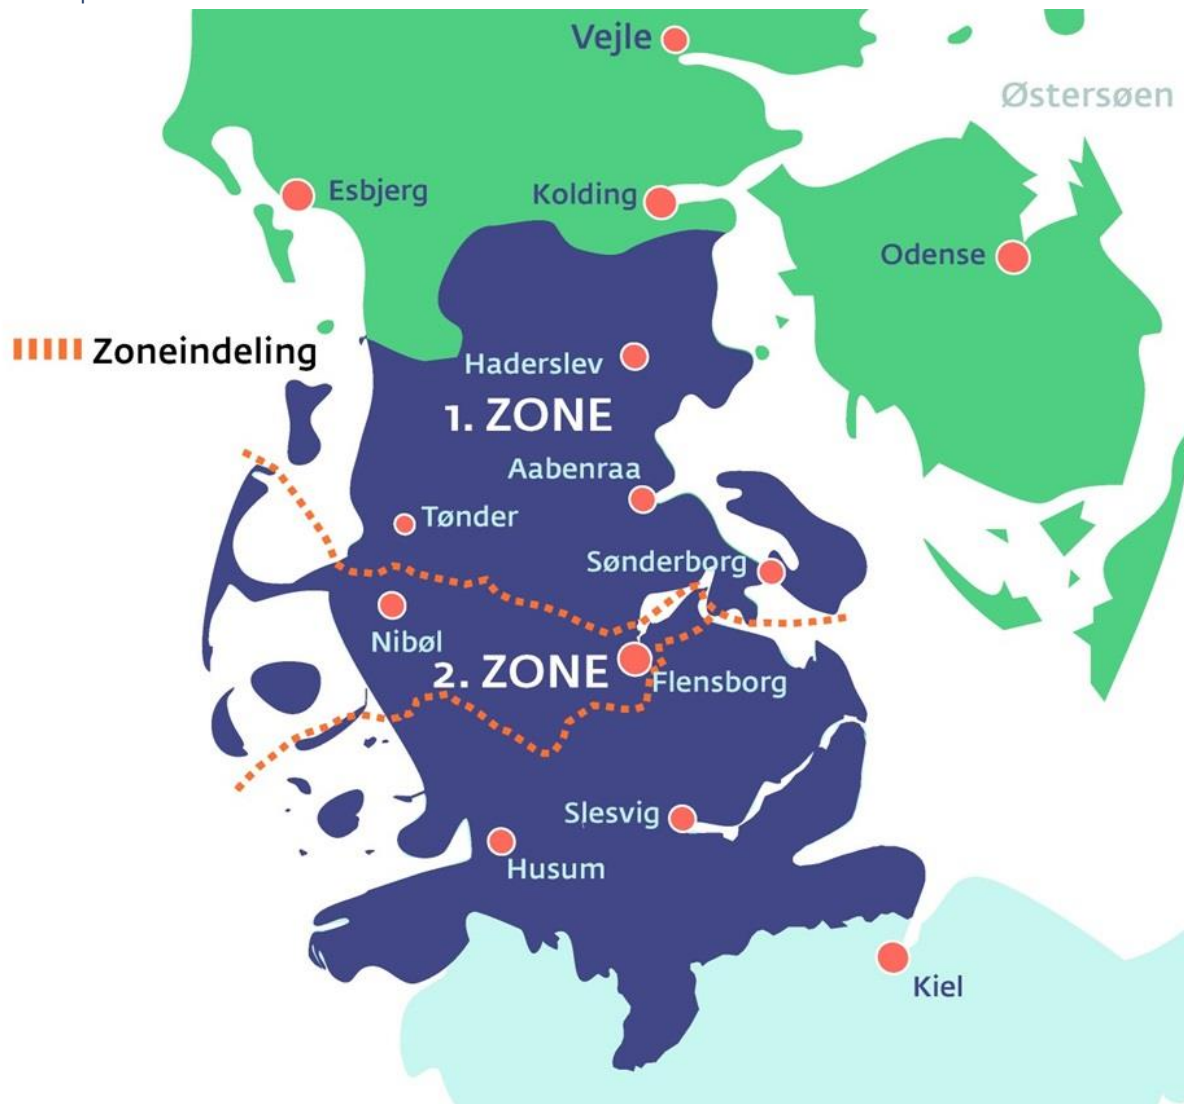 Vejle
Østersøen
Esbjerg
Kolding
Odense
Zoneindeling
Haderslev
1. ZONE
Aabenraa
Tønder
Sønderborg
Nibøl
2. ZONE
Flensborg
Slesvig
Husum
Kiel